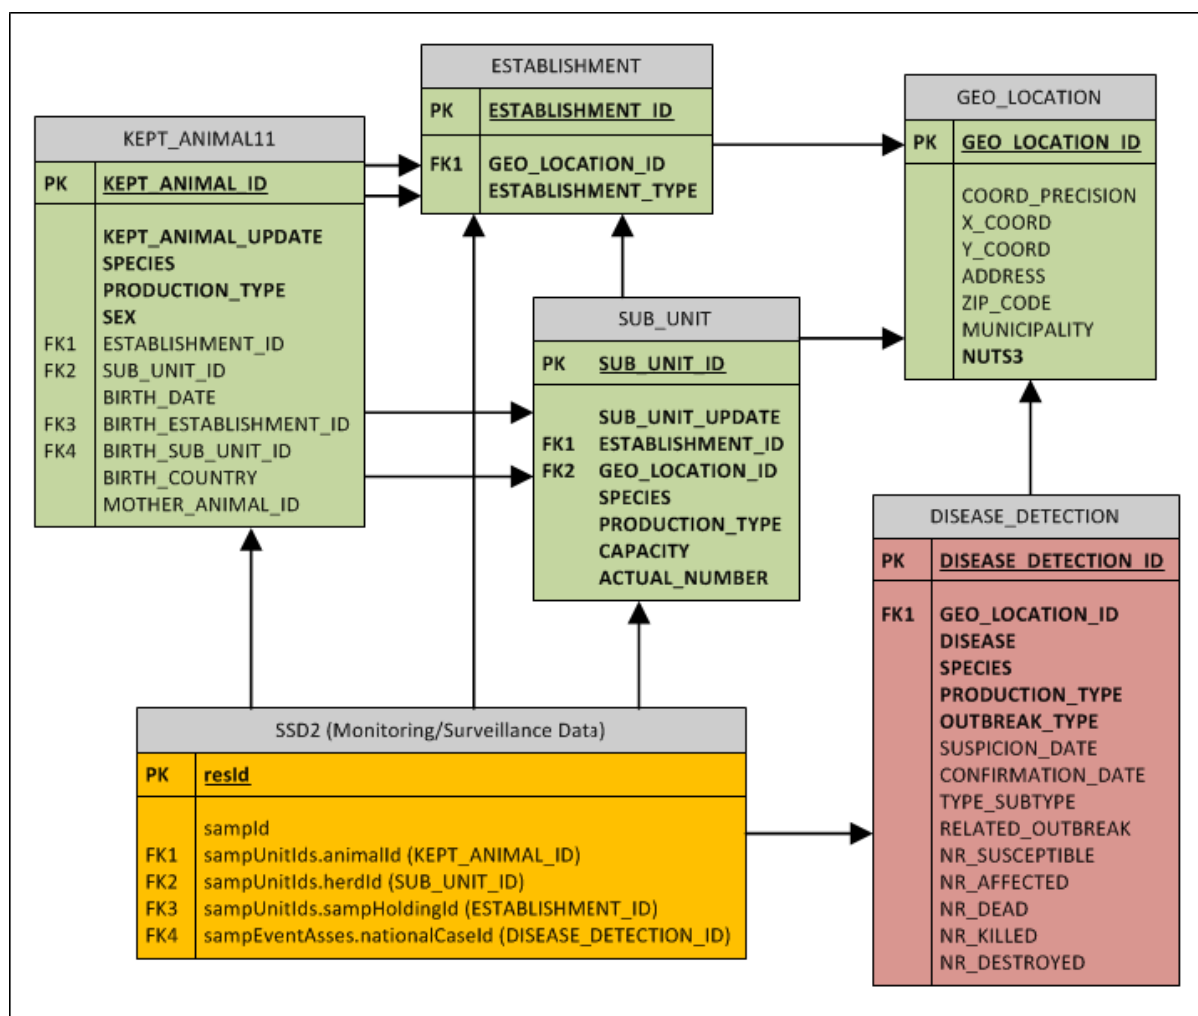 ESTABLISHMENT
PK ESTABLISHMENT_ID
FK1 GEO_LOCATION_ID
ESTABLISHMENT_TYPE
GEO_LOCATION
PK GEO_LOCATION_ID
COORD_PRECISION
X_COORD
Y_COORD
ADDRESS
ZIP_CODE
MUNICIPALITY
NUTS3
KEPT_ANIMAL11
PK KEPT_ANIMAL_ID
KEPT_ANIMAL_UPDATE
SPECIES
PRODUCTION_TYPE
SEX
FK1 ESTABLISHMENT_ID
FK2 SUB_UNIT_ID
BIRTH_DATE
FK3 BIRTH_ESTABLISHMENT_ID
FK4 BIRTH_SUB_UNIT_ID
BIRTH_COUNTRY
MOTHER_ANIMAL_ID
SUB_UNIT
PK SUB_UNIT_ID
SUB_UNIT_UPDATE
FK1 ESTABLISHMENT_ID
FK2 GEO_LOCATION_ID
SPECIES
PRODUCTION_TYPE
CAPACITY
ACTUAL_NUMBER
DISEASE_DETECTION
PK DISEASE_DETECTION_ID
FK1 GEO_LOCATION_ID
DISEASE
SPECIES
PRODUCTION_TYPE
OUTBREAK_TYPE
SUSPICION_DATE
CONFIRMATION_DATE
TYPE_SUBTYPE
RELATED_OUTBREAK
NR_SUSCEPTIBLE
NR_AFFECTED
NR_DEAD
NR_KILLED
NR_DESTROYED
SSD2 (Monitoring/Surveillance Data)
PK resId
sampId
FK1 sampUnitIds.animalId (KEPT_ANIMAL_ID)
FK2 sampUnitIds.herdId (SUB_UNIT_ID)
FK3 sampUnitIds.sampHoldingId (ESTABLISHMENT_ID)
FK4 sampEventAsses.nationalCaseId (DISEASE_DETECTION_ID)